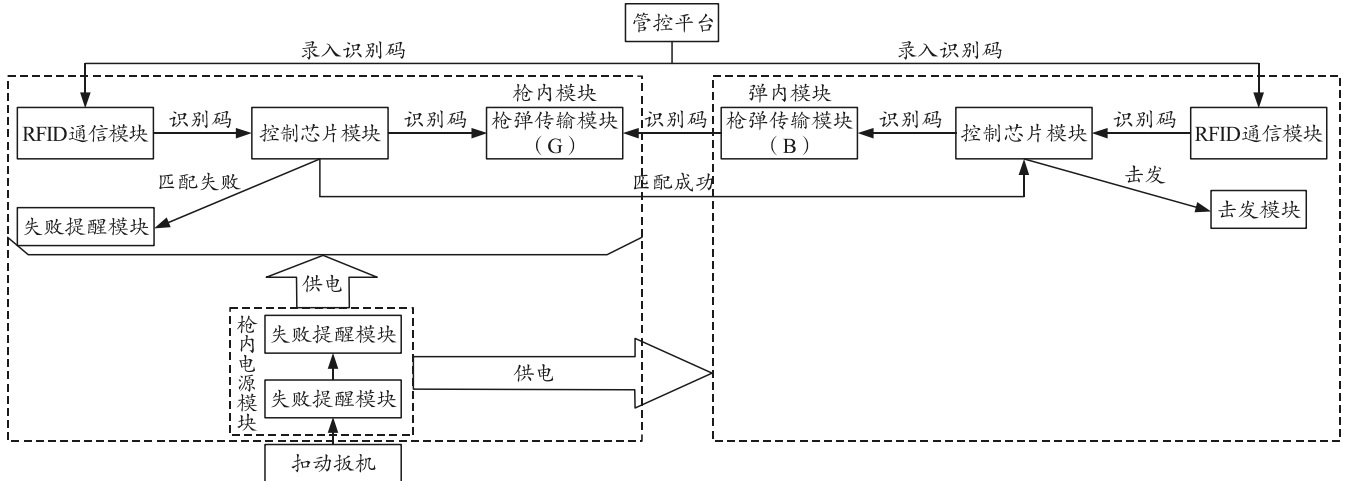 管控平台
录入识别码
录入识别码
枪内模块
弹内模块
RFID通信模块
识别码
控制芯片模块
识别码
枪弹传输模块
（G）
识别码
枪弹传输模块
（B）
识别码
控制芯片模块
识别码
RFID通信模块
匹配失败
匹配成功
击发
失败提醒模块
击发模块
供电
枪内电源模块
失败提醒模块
供电
失败提醒模块
扣动扳机